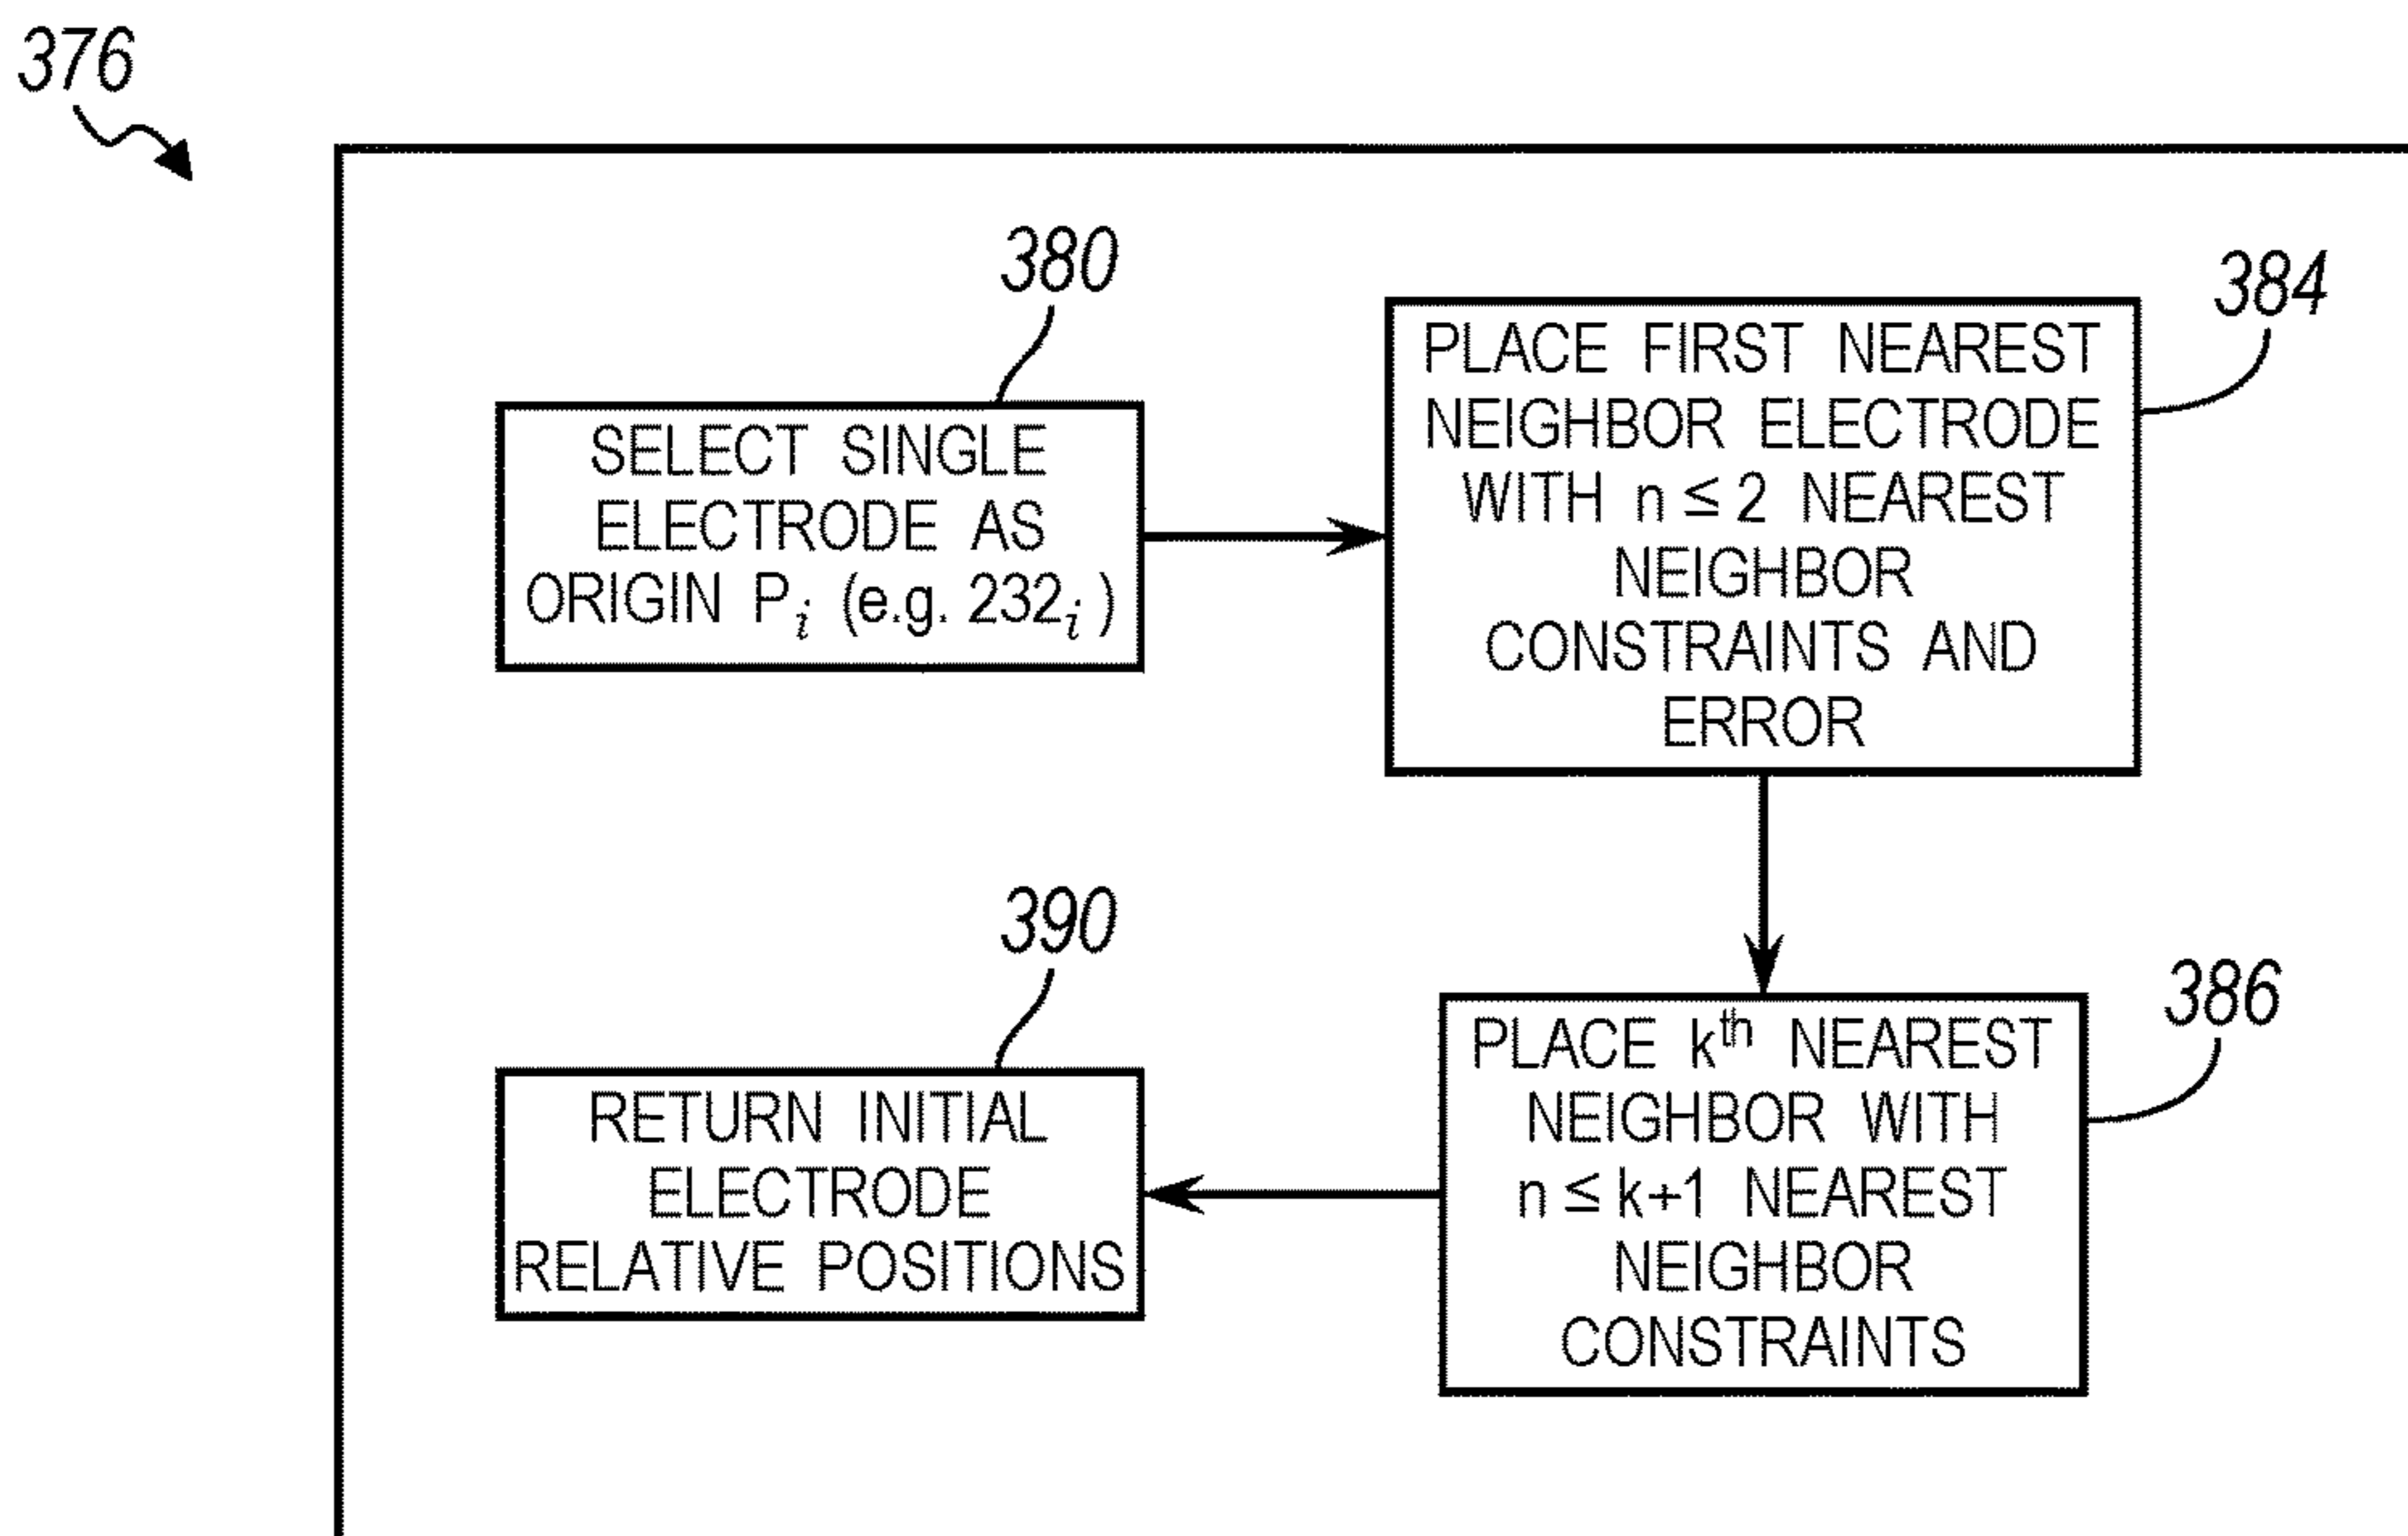 376
380
SELECT SINGLE
ELECTRODE AS
ORIGIN Pᵢ (e.g. 232ᵢ )
384
PLACE FIRST NEAREST
NEIGHBOR ELECTRODE
WITH n ≤ 2 NEAREST
NEIGHBOR
CONSTRAINTS AND
ERROR
386
PLACE kᵗʰ NEAREST
NEIGHBOR WITH
n ≤ k+1 NEAREST
NEIGHBOR
CONSTRAINTS
390
RETURN INITIAL
ELECTRODE
RELATIVE POSITIONS